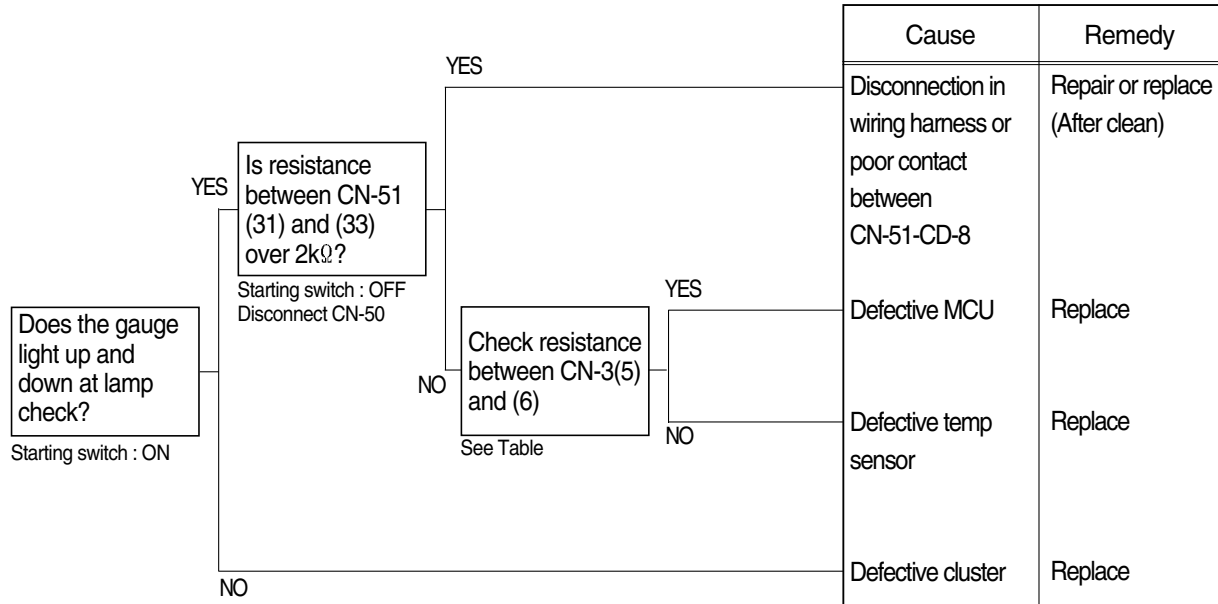 Cause
Remedy
YES
Disconnection in
wiring harness or
poor contact
between
CN-51-CD-8
Repair or replace
(After clean)
YES
Is resistance
between CN-51
(31) and (33)
over 2kΩ?
Starting switch : OFF
Disconnect CN-50
YES
Defective MCU
Replace
Does the gauge
light up and
down at lamp
check?
Starting switch : ON
NO
Check resistance
between CN-3(5)
and (6)
See Table
NO
Defective temp
sensor
Replace
NO
Defective cluster
Replace